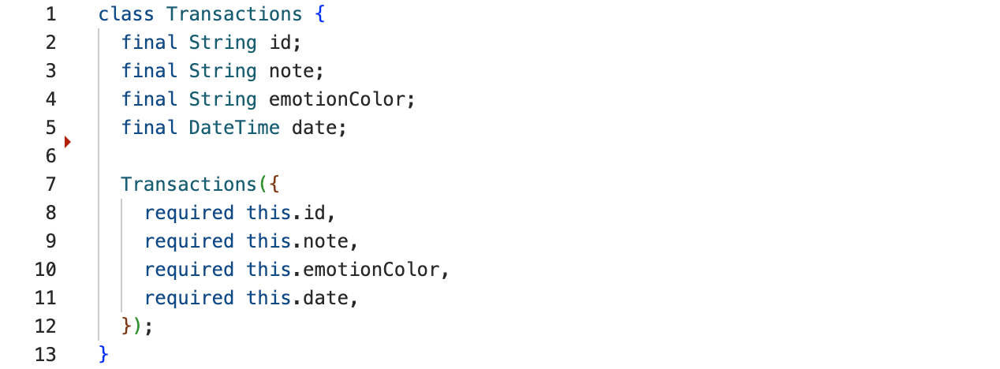 1 class Transactions {
2 final String id;
3 final String note;
4 final String emotionColor;
5 final DateTime date;
6
7 Transactions({
8 required this.id,
9 required this.note,
10 required this.emotionColor,
11 required this.date,
12 });
13 }